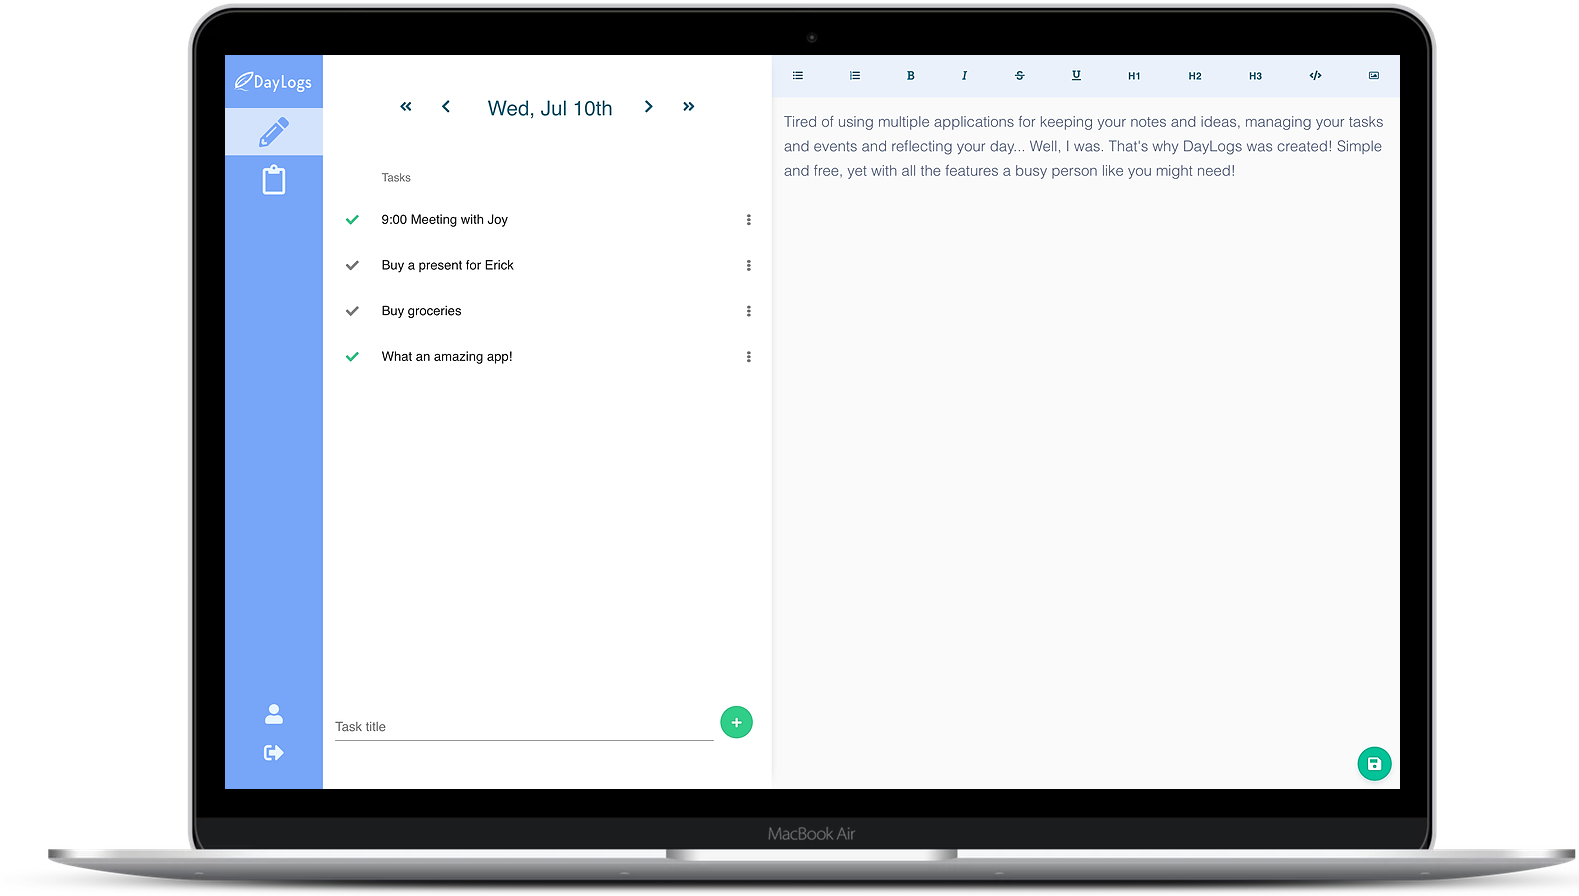 DayLogs
Wed, Jul 10th
Tasks
9:00 Meeting with Joy
Buy a present for Erick
Buy groceries
What an amazing app!
Task title
B I S U H1 H2 H3
Tired of using multiple applications for keeping your notes and ideas, managing your tasks
and events and reflecting your day... Well, I was. That's why DayLogs was created! Simple
and free, yet with all the features a busy person like you might need!
MacBook Air